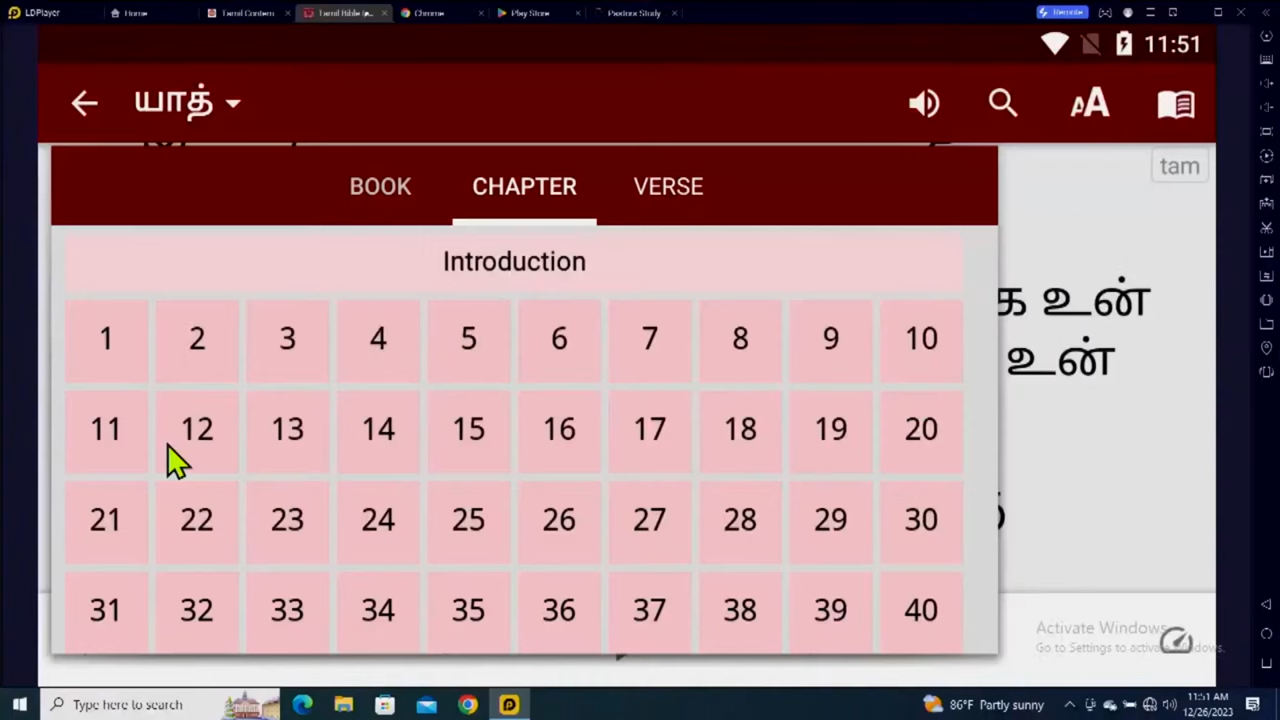 LDPlayer
Home
Tamil Contem
Tamil Bible (த
Chrome
Play Store
Pastors Study
Remote
11:51
யாத்
tam
BOOK CHAPTER VERSE
Introduction
1 2 3 4 5 6 7 8 9 10
11 12 13 14 15 16 17 18 19 20
21 22 23 24 25 26 27 28 29 30
31 32 33 34 35 36 37 38 39 40
உன்
உன்
Activate Windows
Go to Settings to activate Windows.
Type here to search
86°F Partly sunny
11:51 AM
12/26/2023